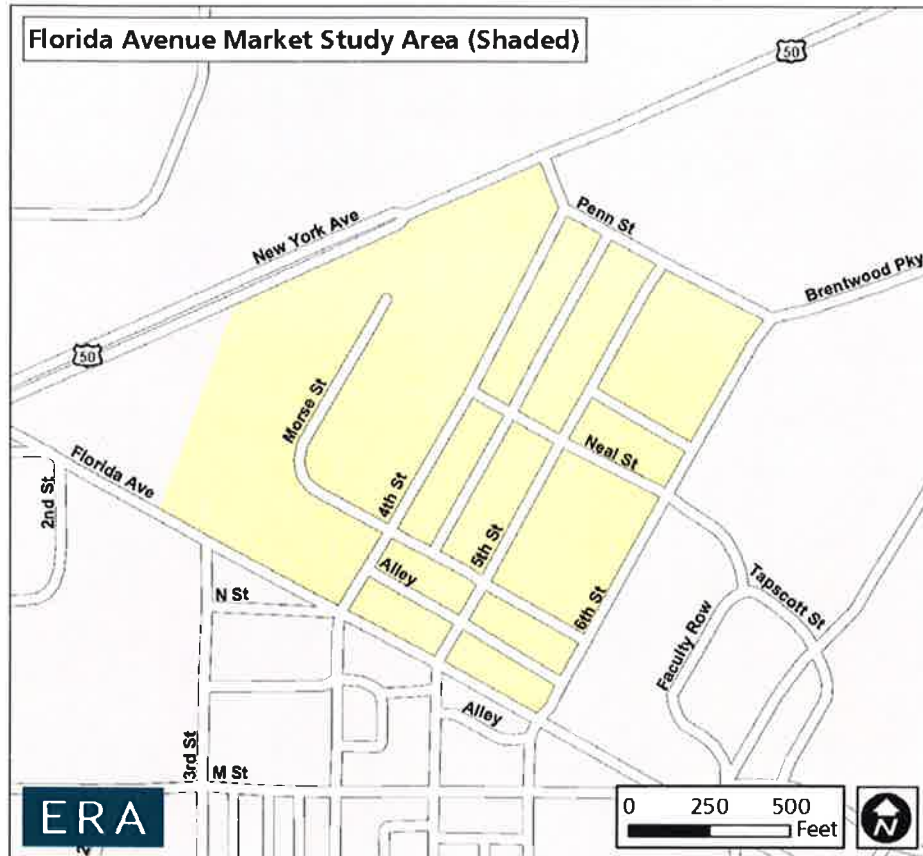 Florida Avenue Market Study Area (Shaded)
50
Penn St
New York Ave
Brentwood Pky
50
Morse St
Florida Ave
2nd St
4th St
Neal St
5th St
Alley
6th St
Tapscott St
N St
Faculty Row
Alley
3rd St
M St
ERA
0 250 500
Feet
N